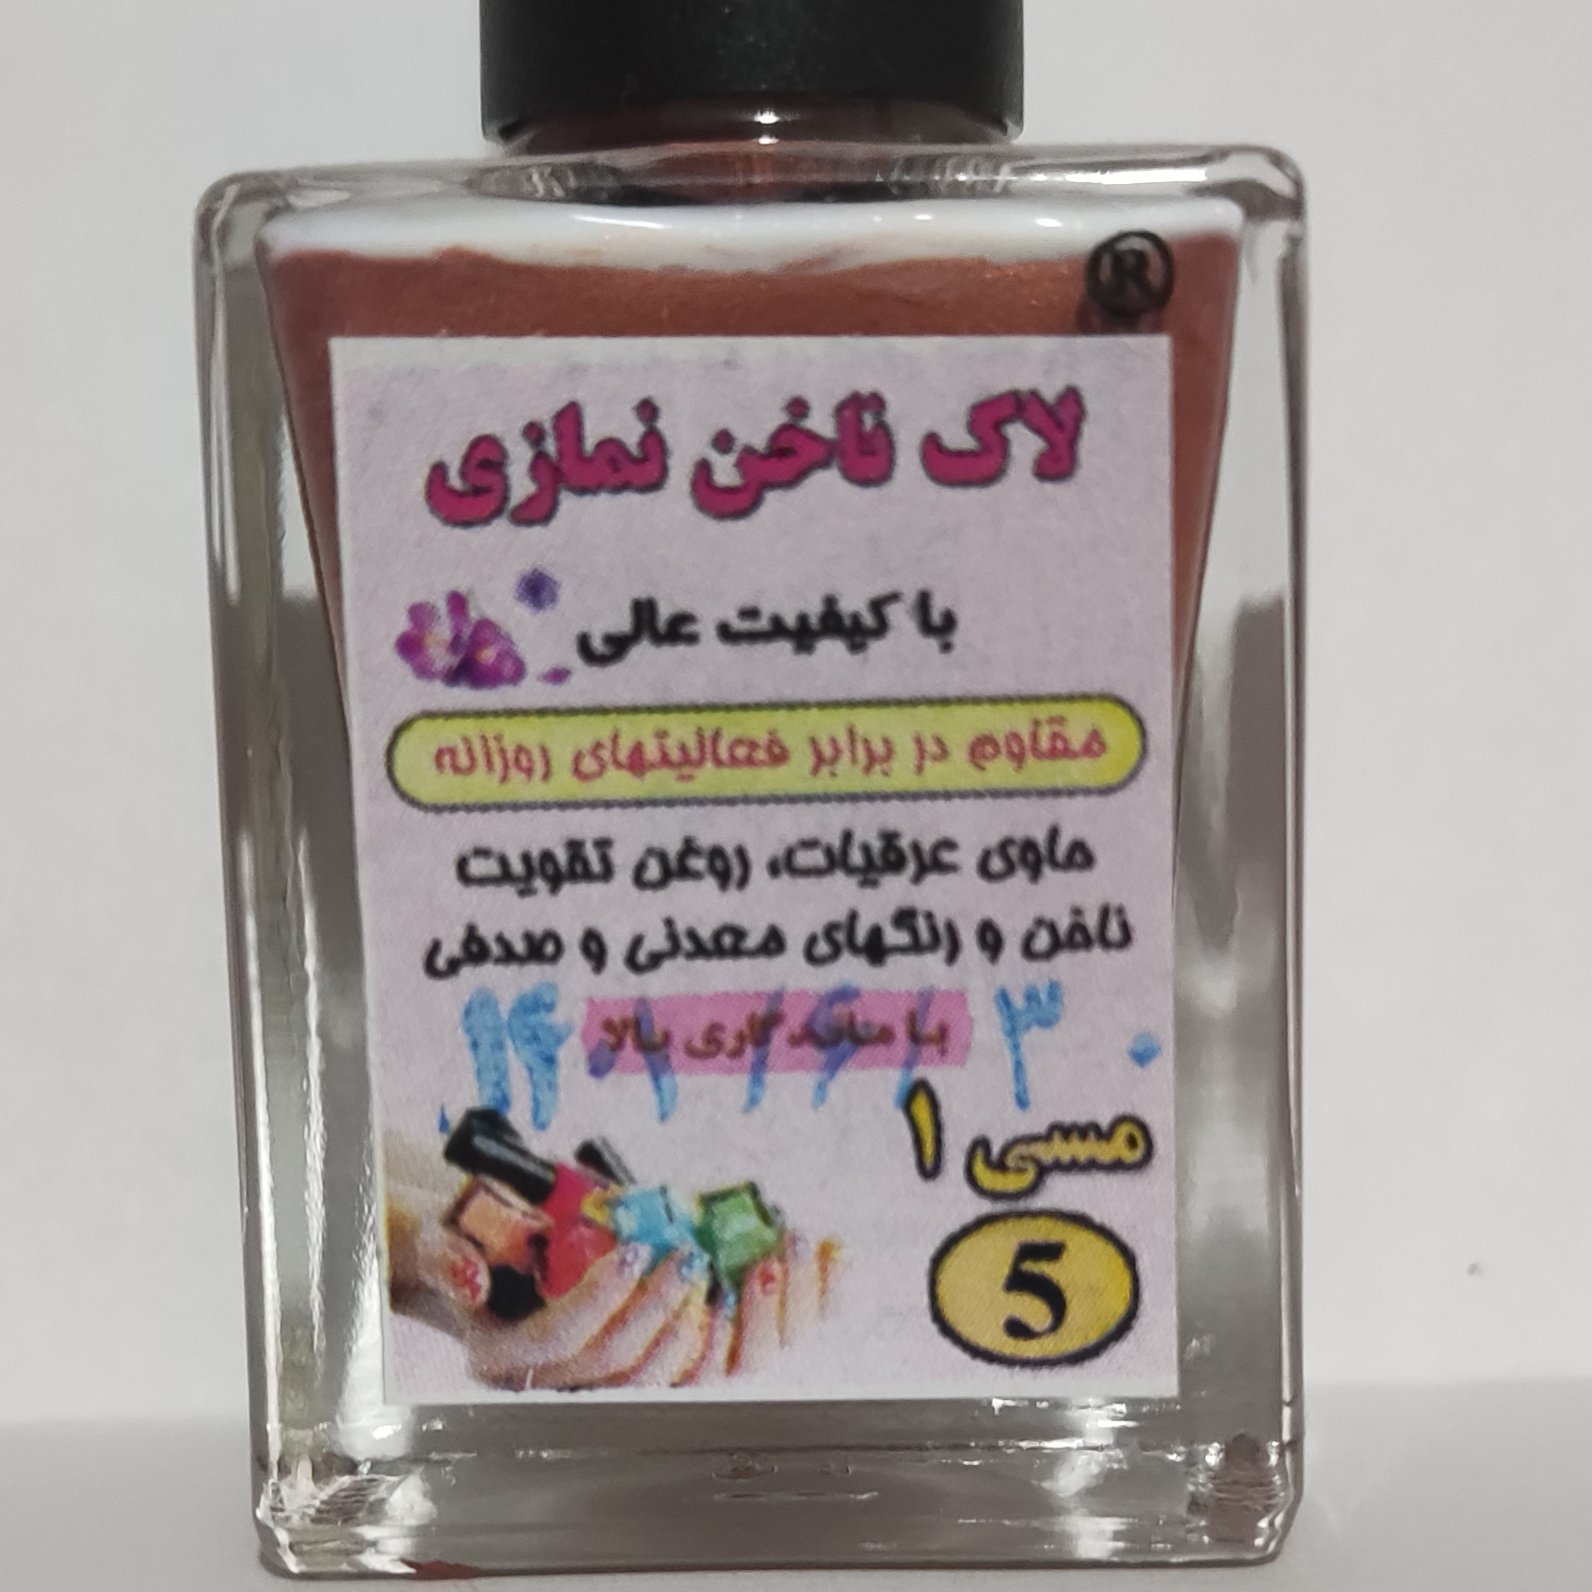 ®
لاک ناخن نمازی
با کیفیت عالی
مقاوم در برابر فعالیتهای روزانه
حاوی عرقیات، روغن تقویت
ناخن و رنگهای معدنی و صدفی
با ماندگاری بالا
مسی ۱
5